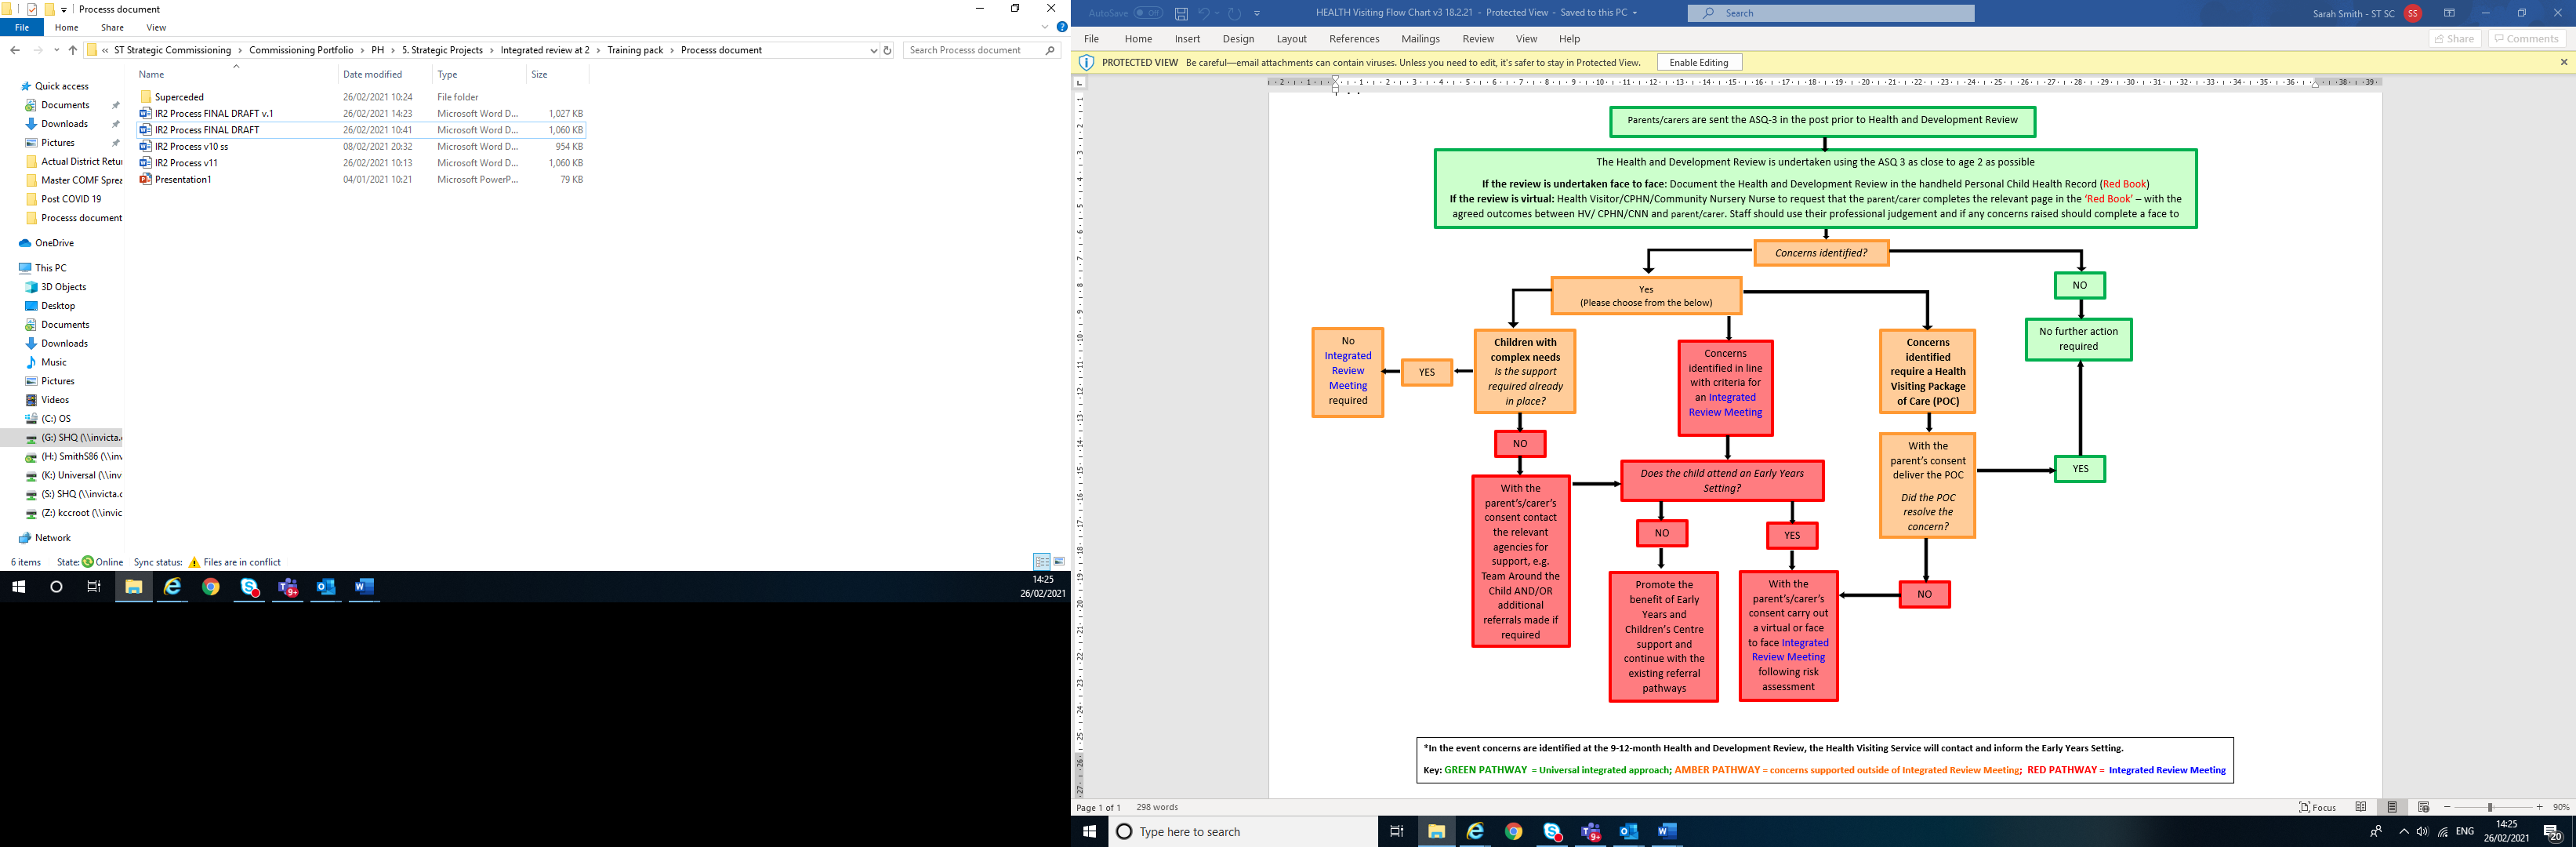 Processs document
File
Home
Share
View
ST Strategic Commissioning
Commissioning Portfolio
PH
5. Strategic Projects
Integrated review at 2
Training pack
Processs document
Search Processs document
Name
Date modified
Type
Size
Quick access
Documents
Downloads
Pictures
Actual District Retu
Master COMF Sprea
Post COVID 19
Processs document
OneDrive
This PC
3D Objects
Desktop
Documents
Downloads
Music
Pictures
Videos
(C:) OS
(G:) SHQ (\\invicta.
(H:) SmithS86 (\\inv
(K:) Universal (\\inv
(S:) SHQ (\\invicta.c
(Z:) kccroot (\\invic
Network
Superceded 26/02/2021 10:24 File folder
IR2 Process FINAL DRAFT v.1 26/02/2021 14:23 Microsoft Word D... 1,027 KB
IR2 Process FINAL DRAFT 26/02/2021 10:41 Microsoft Word D... 1,060 KB
IR2 Process v10 ss 08/02/2021 20:32 Microsoft Word D... 954 KB
IR2 Process v11 26/02/2021 10:13 Microsoft Word D... 1,060 KB
Presentation1 04/01/2021 10:21 Microsoft PowerP... 79 KB
6 items State: Online Sync status: Files are in conflict
14:25
26/02/2021
AutoSave Off
HEALTH Visiting Flow Chart v3 18.2.21 - Protected View - Saved to this PC
Search
Sarah Smith - ST SC
SS
File Home Insert Design Layout References Mailings Review View Help
Share
Comments
PROTECTED VIEW Be careful—email attachments can contain viruses. Unless you need to edit, it's safer to stay in Protected View.
Enable Editing
Parents/carers are sent the ASQ-3 in the post prior to Health and Development Review
The Health and Development Review is undertaken using the ASQ 3 as close to age 2 as possible
If the review is undertaken face to face: Document the Health and Development Review in the handheld Personal Child Health Record (Red Book)
If the review is virtual: Health Visitor/CPHN/Community Nursery Nurse to request that the parent/carer completes the relevant page in the 'Red Book' – with the
agreed outcomes between HV/ CPHN/CNN and parent/carer. Staff should use their professional judgement and if any concerns raised should complete a face to
Concerns identified?
Yes
(Please choose from the below)
NO
No further action
required
No
Integrated
Review
Meeting
required
YES
Children with
complex needs
Is the support
required already
in place?
Concerns
identified in line
with criteria for
an Integrated
Review Meeting
Concerns
identified
require a Health
Visiting Package
of Care (POC)
NO
With the
parent's/carer's
consent contact
the relevant
agencies for
support, e.g.
Team Around the
Child AND/OR
additional
referrals made if
required
Does the child attend an Early Years
Setting?
With the
parent's consent
deliver the POC
Did the POC
resolve the
concern?
YES
NO
YES
NO
Promote the
benefit of Early
Years and
Children's Centre
support and
continue with the
existing referral
pathways
With the
parent's/carer's
consent carry out
a virtual or face
to face Integrated
Review Meeting
following risk
assessment
*In the event concerns are identified at the 9-12-month Health and Development Review, the Health Visiting Service will contact and inform the Early Years Setting.
Key: GREEN PATHWAY = Universal integrated approach; AMBER PATHWAY = concerns supported outside of Integrated Review Meeting; RED PATHWAY = Integrated Review Meeting
Page 1 of 1 298 words
Focus
90%
Type here to search
ENG
14:25
26/02/2021
20